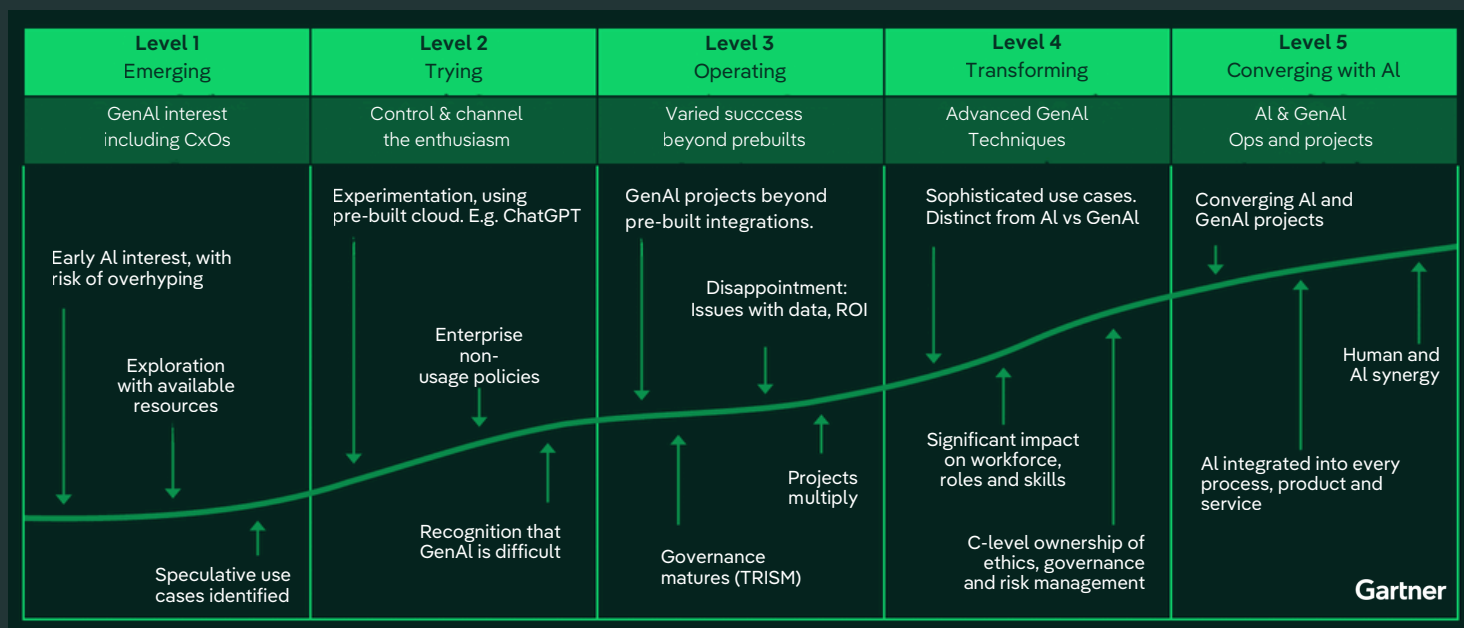 Level 1
Emerging
Level 2
Trying
Level 3
Operating
Level 4
Transforming
Level 5
Converging with AI
GenAI interest
including CxOs
Control & channel
the enthusiasm
Varied succcess
beyond prebuilts
Advanced GenAI
Techniques
AI & GenAI
Ops and projects
Early AI interest, with
risk of overhyping
Exploration
with available
resources
Speculative use
cases identified
Experimentation, using
pre-built cloud. E.g. ChatGPT
Enterprise
non-
usage policies
Recognition that
GenAI is difficult
GenAI projects beyond
pre-built integrations.
Disappointment:
Issues with data, ROI
Projects
multiply
Governance
matures (TRISM)
Sophisticated use cases.
Distinct from AI vs GenAI
Significant impact
on workforce,
roles and skills
C-level ownership of
ethics, governance
and risk management
Converging AI and
GenAI projects
Human and
AI synergy
AI integrated into every
process, product and
service
Gartner